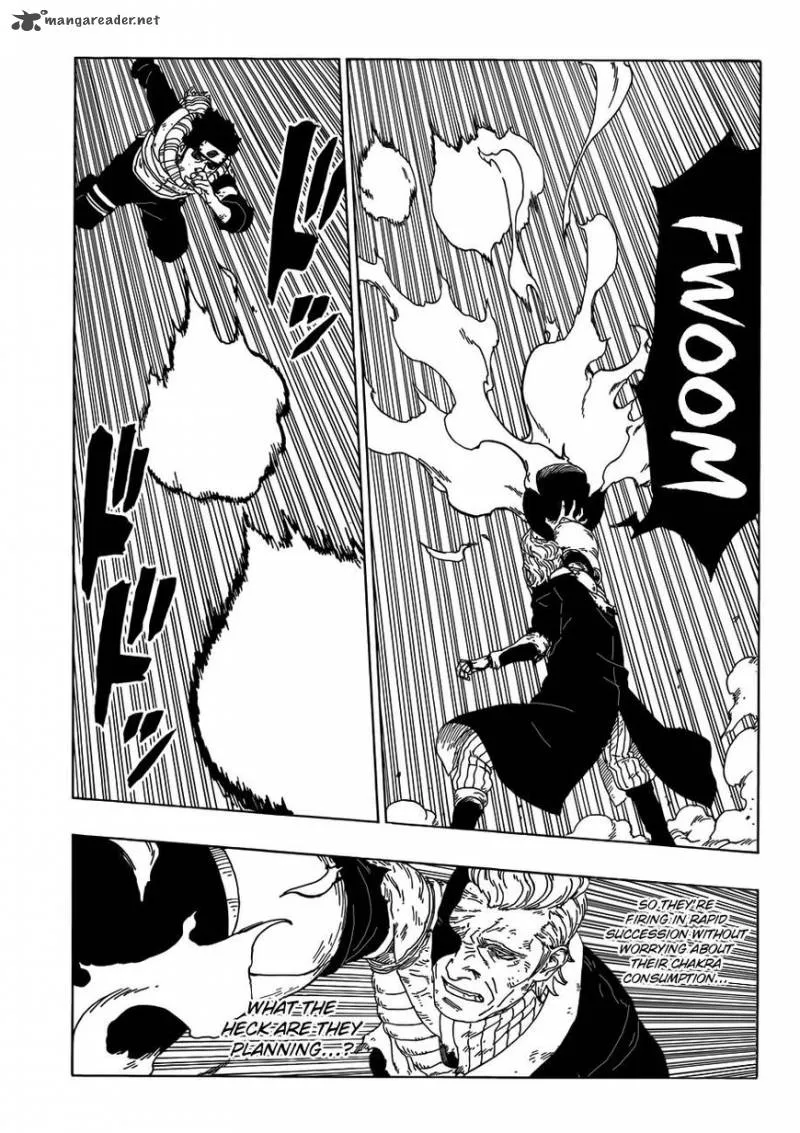 mangareader.net
FWOOM
ドドッ
ドドッ
SO THEY'RE
FIRING IN RAPID
SUCCESSION WITHOUT
WORRYING ABOUT
THEIR CHAKRA
CONSUMPTION...
WHAT THE
HECK ARE THEY
PLANNING...?